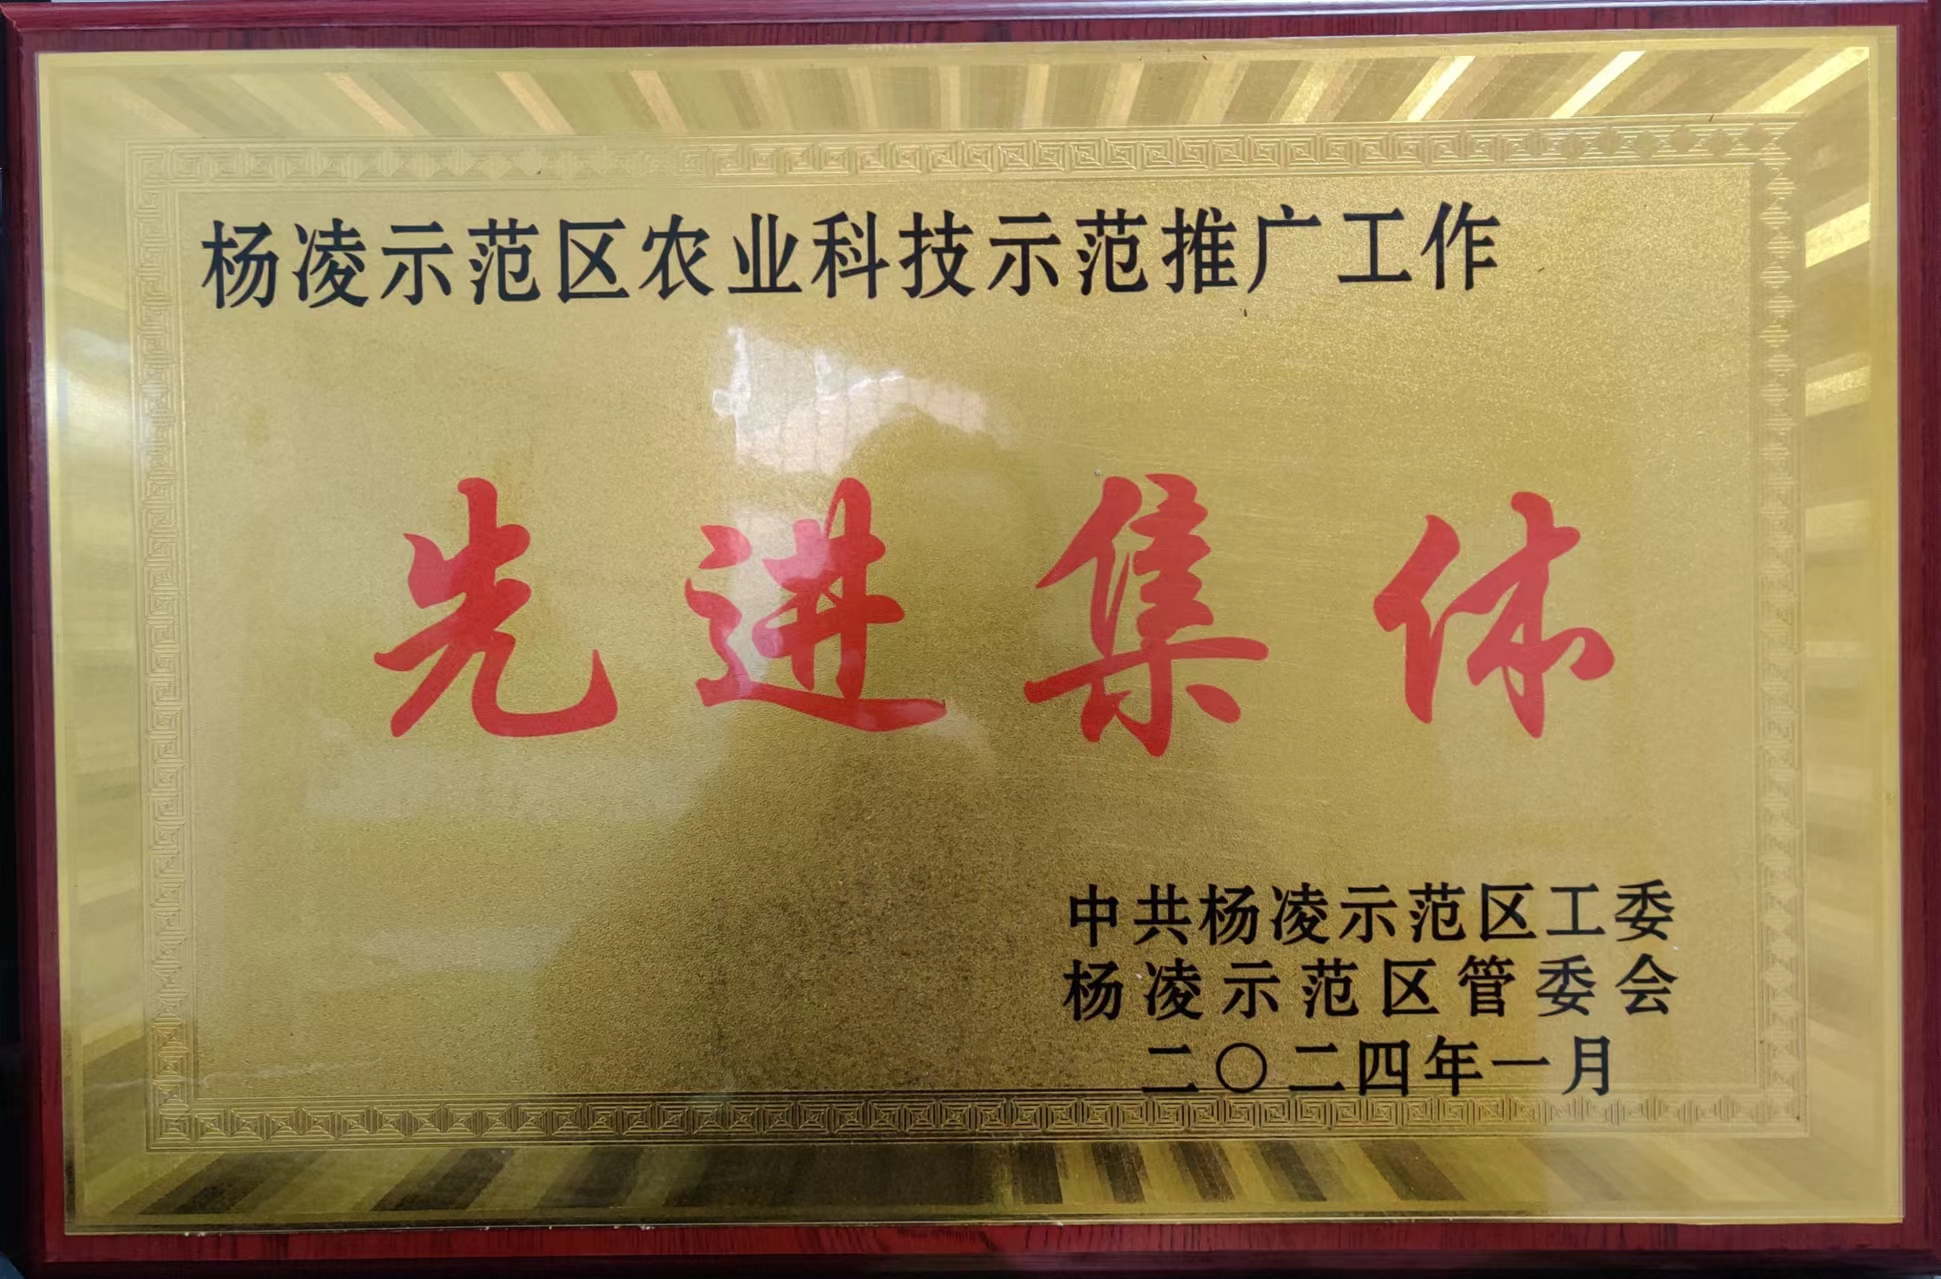 杨凌示范区农业科技示范推广工作
先进集体
中共杨凌示范区工委
杨凌示范区管委会
二〇二四年一月